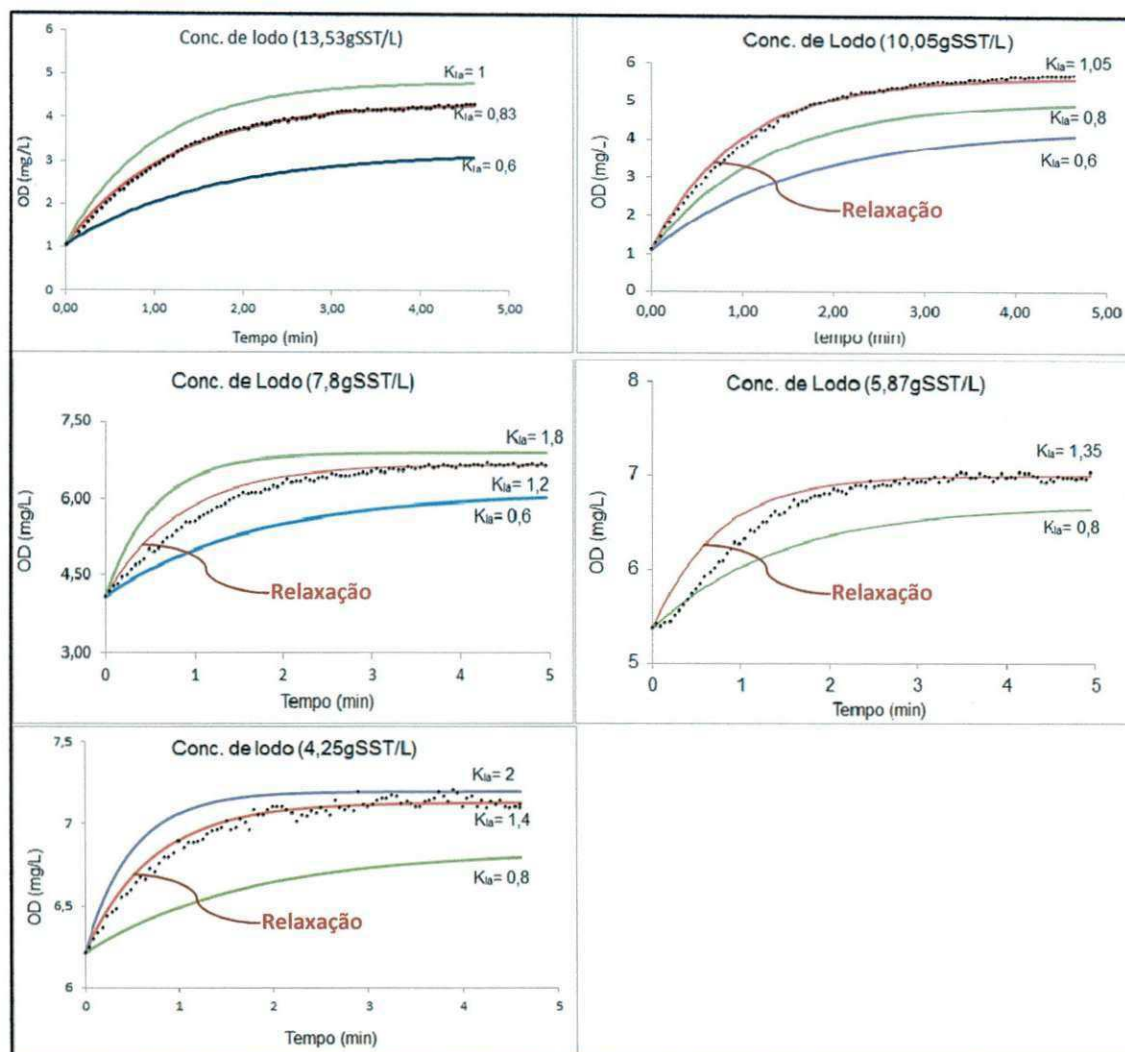 Conc. de lodo (13,53gSST/L)
OD (mg/L)
6
5
4
3
2
1
0
Kla= 1
Kla= 0,83
Kla= 0,6
0,00 1,00 2,00 3,00 4,00 5,00
Tempo (min)
Conc. de Lodo (10,05gSST/L)
OD (mg/L)
6
5
4
3
2
1
0
Kla= 1,05
Kla= 0,8
Kla= 0,6
Relaxação
0,00 1,00 2,00 3,00 4,00 5,00
tempo (min)
Conc. de Lodo (7,8gSST/L)
OD (mg/L)
7,50
6,00
4,50
3,00
Kla= 1,8
Kla= 1,2
Kla= 0,6
Relaxação
0 1 2 3 4 5
Tempo (min)
Conc. de Lodo (5,87gSST/L)
OD (mg/L)
8
7
6
5
Kla= 1,35
Kla= 0,8
Relaxação
0 1 2 3 4 5
Tempo (min)
Conc. de lodo (4,25gSST/L)
OD (mg/L)
7,5
7
6,5
6
Kla= 2
Kla= 1,4
Kla= 0,8
Relaxação
0 1 2 3 4 5
Tempo (min)